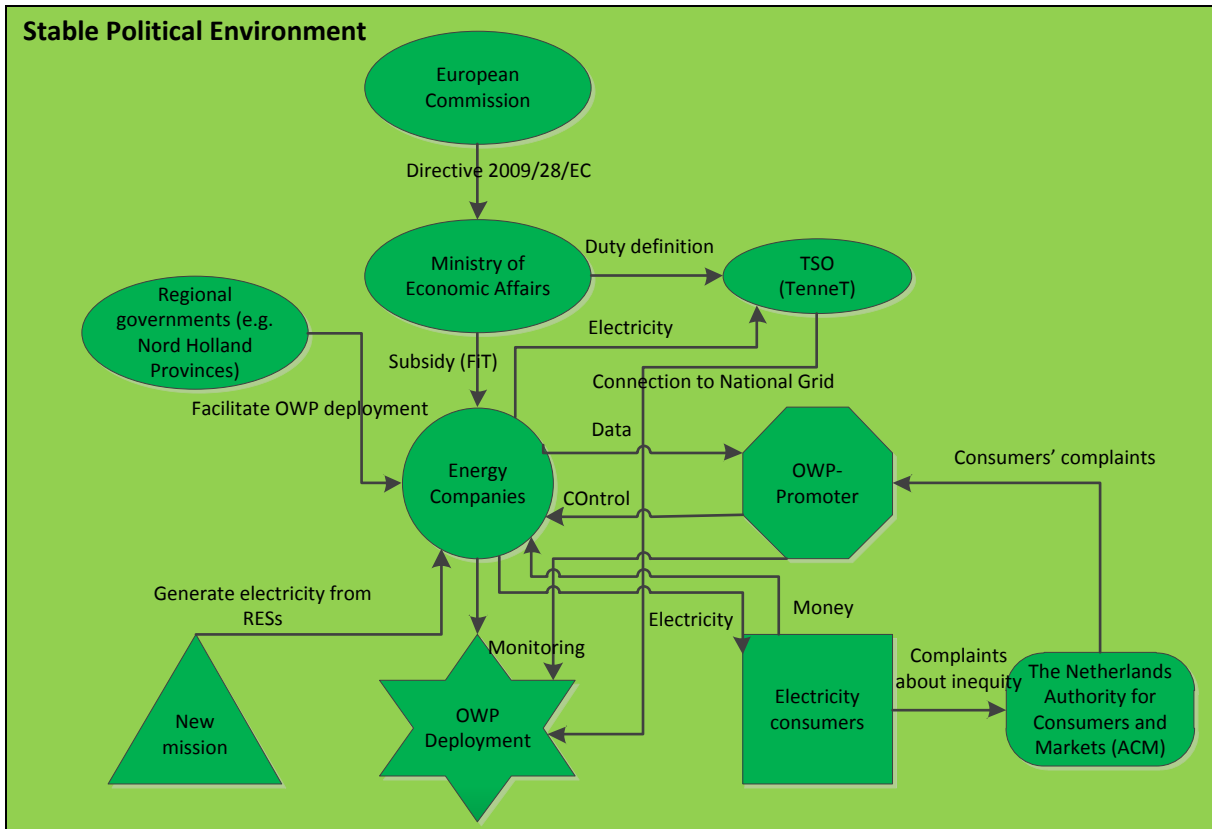 Stable Political Environment
European
Commission
Directive 2009/28/EC
Ministry of
Economic Affairs
Duty definition
TSO
(TenneT)
Regional
governments (e.g.
Nord Holland
Provinces)
Electricity
Subsidy (FiT)
Connection to National Grid
Facilitate OWP deployment
Data
Energy
Companies
COntrol
OWP-
Promoter
Consumers’ complaints
Generate electricity from
RESs
Money
Electricity
Monitoring
New
mission
OWP
Deployment
Electricity
consumers
Complaints
about inequity
The Netherlands
Authority for
Consumers and
Markets (ACM)